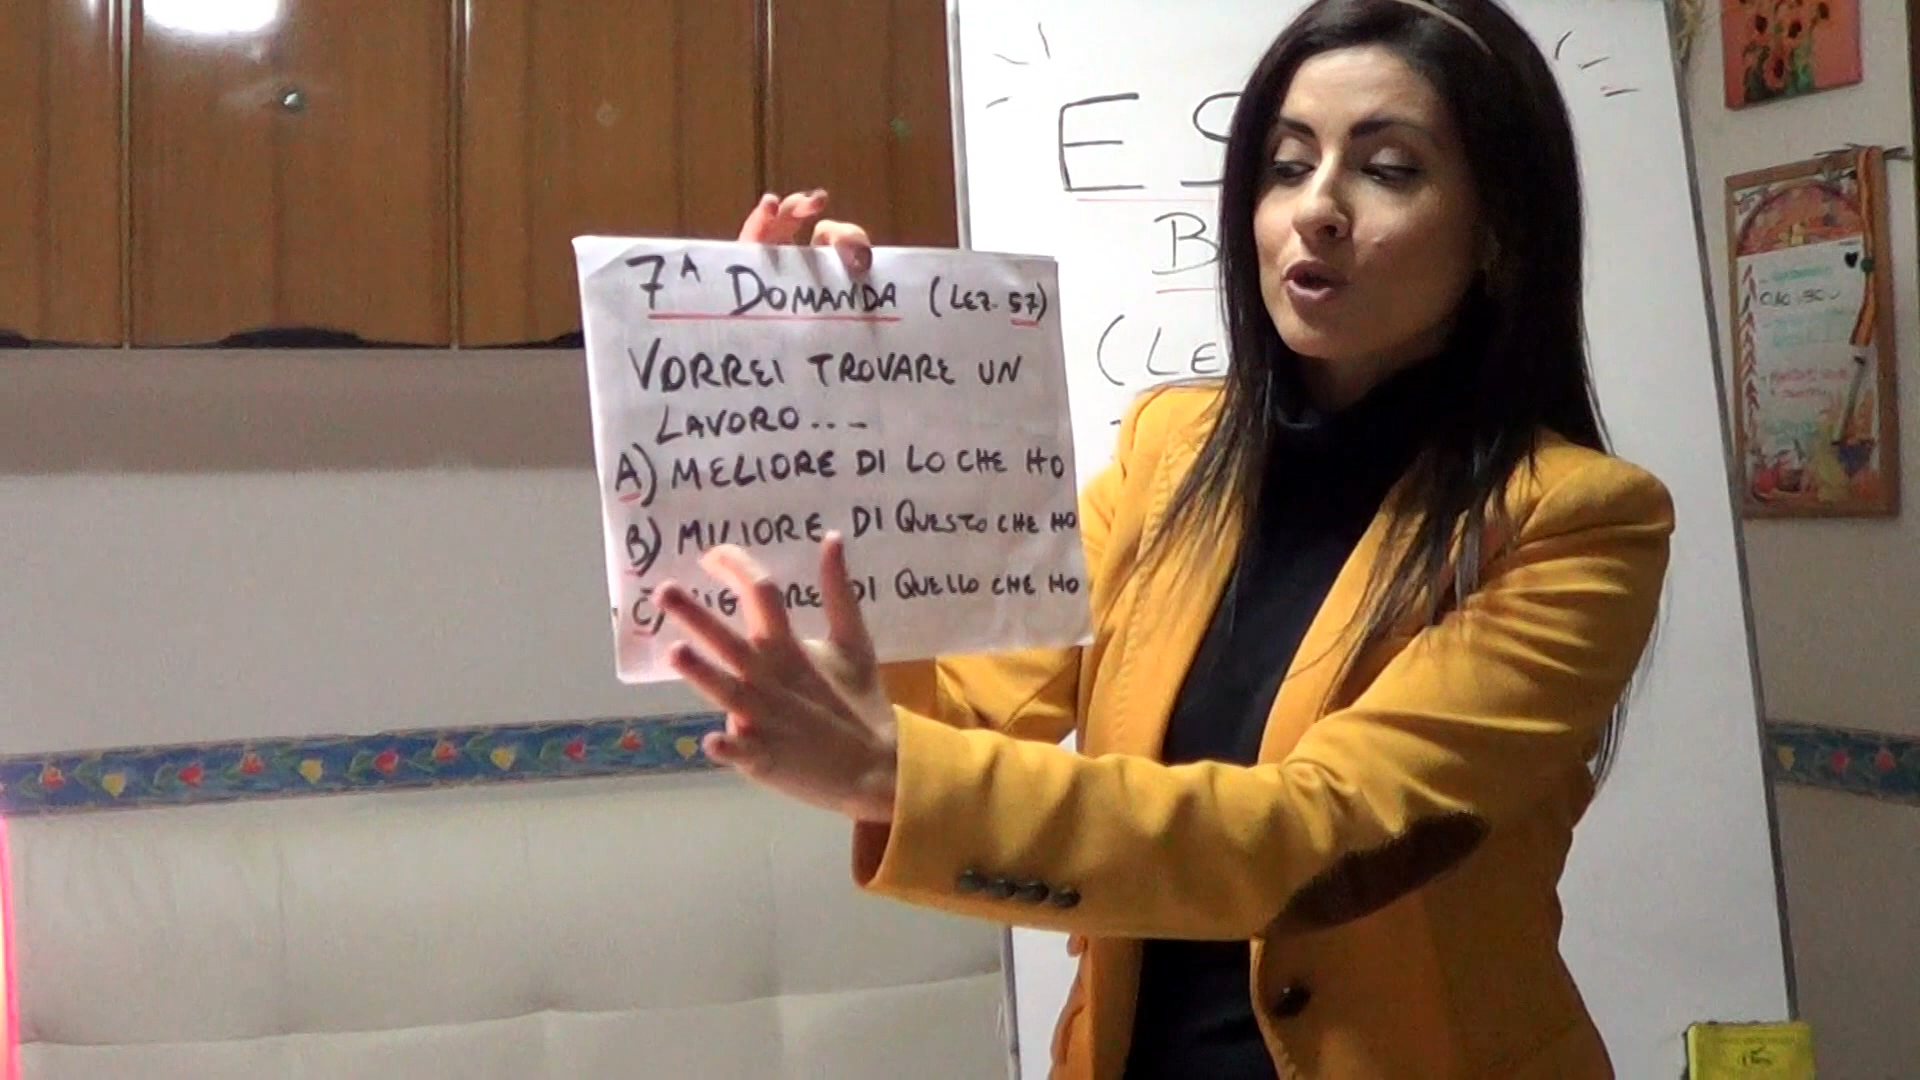 7ᴬ DOMANDA (LEZ. 57)
VORREI TROVARE UN
LAVORO...
A) MELIORE DI LO CHE HO
B) MILIORE DI QUESTO CHE HO
C) DI QUELLO CHE HO
E S
B
(LE
CIAO